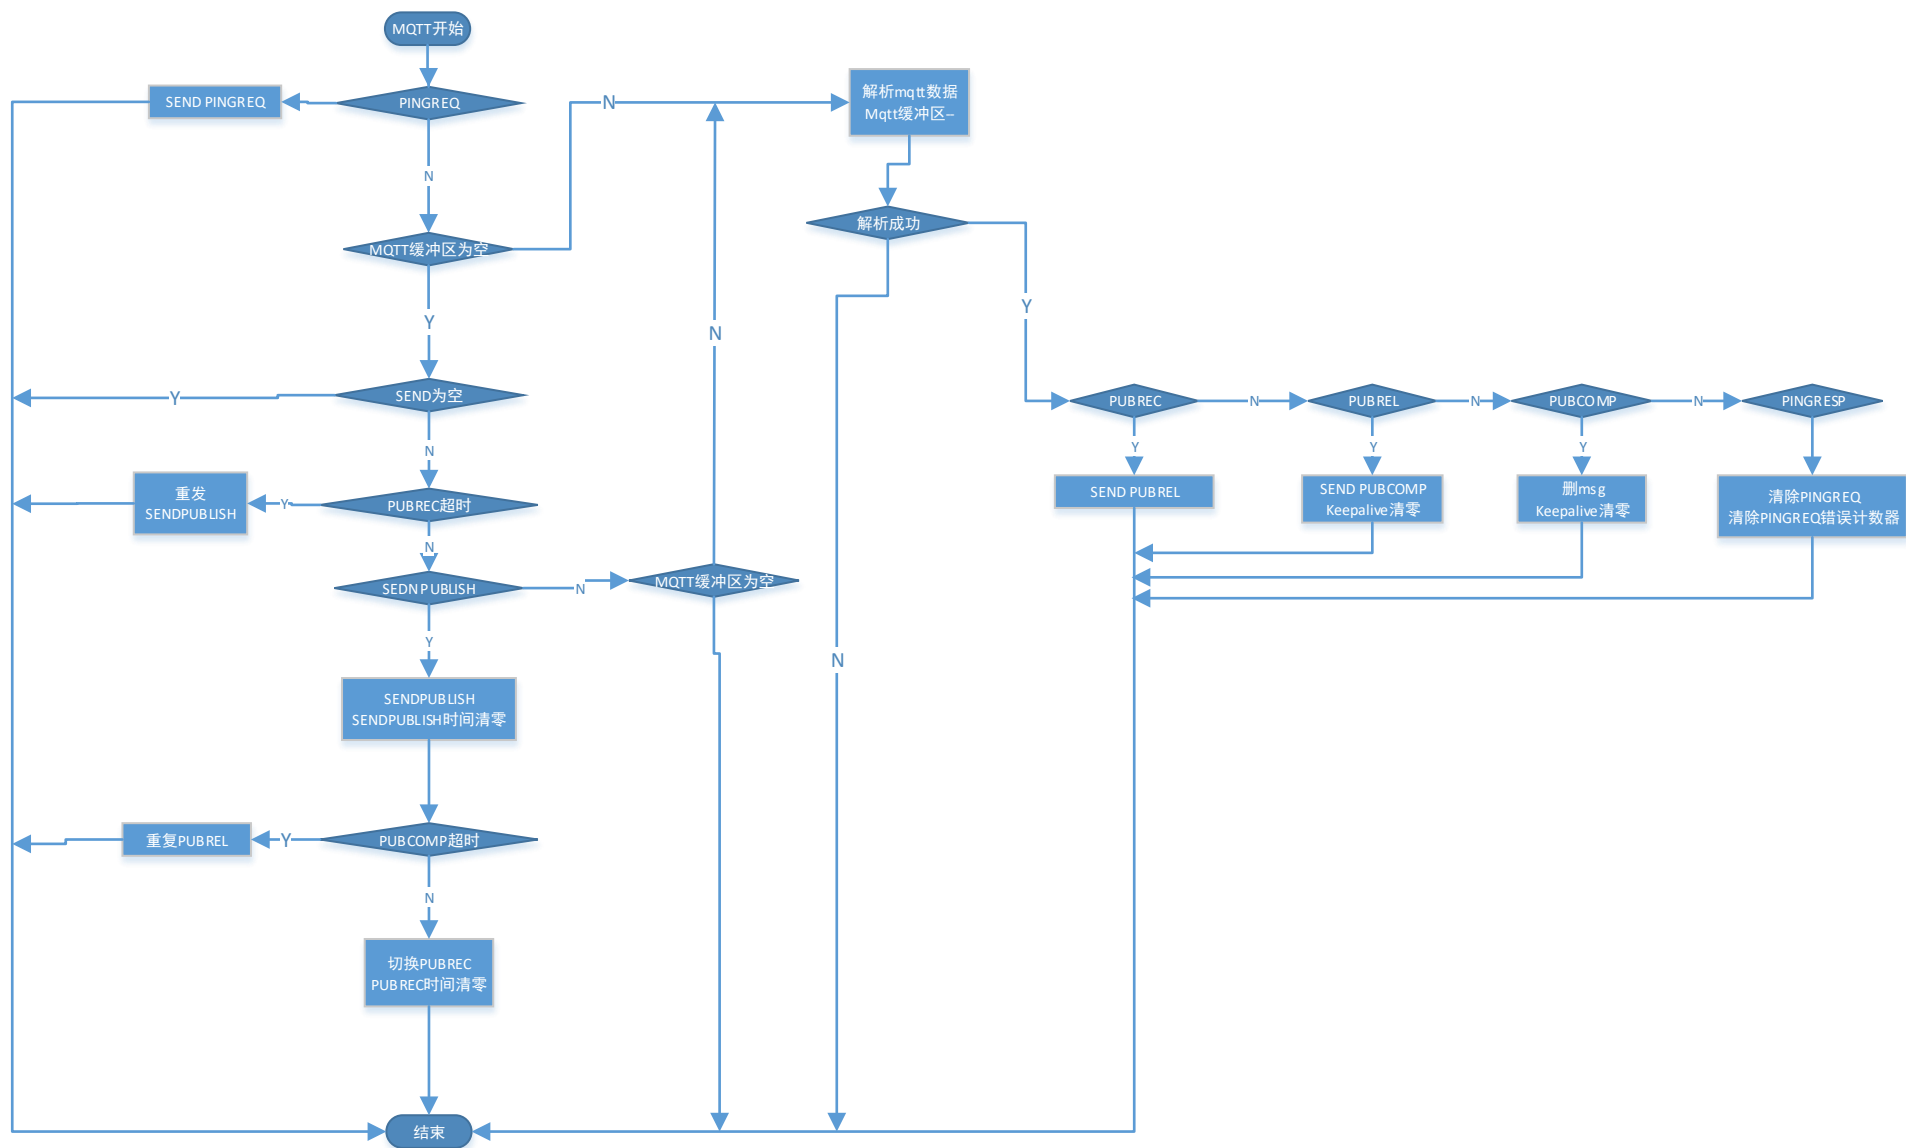 MQTT开始
SEND PINGREQ
PINGREQ
N
解析mqtt数据
Mqtt缓冲区--
N
MQTT缓冲区为空
解析成功
Y
Y
N
Y
SEND为空
PUBREC
N
PUBREL
N
PUBCOMP
N
PINGRESP
N
Y
Y
Y
重发
SENDPUBLISH
Y
PUBREC超时
SEND PUBREL
SEND PUBCOMP
Keepalive清零
删msg
Keepalive清零
清除PINGREQ
清除PINGREQ错误计数器
N
SEDN PUBLISH
N
MQTT缓冲区为空
Y
N
SENDPUBLISH
SENDPUBLISH时间清零
重复PUBREL
Y
PUBCOMP超时
N
切换PUBREC
PUBREC时间清零
结束